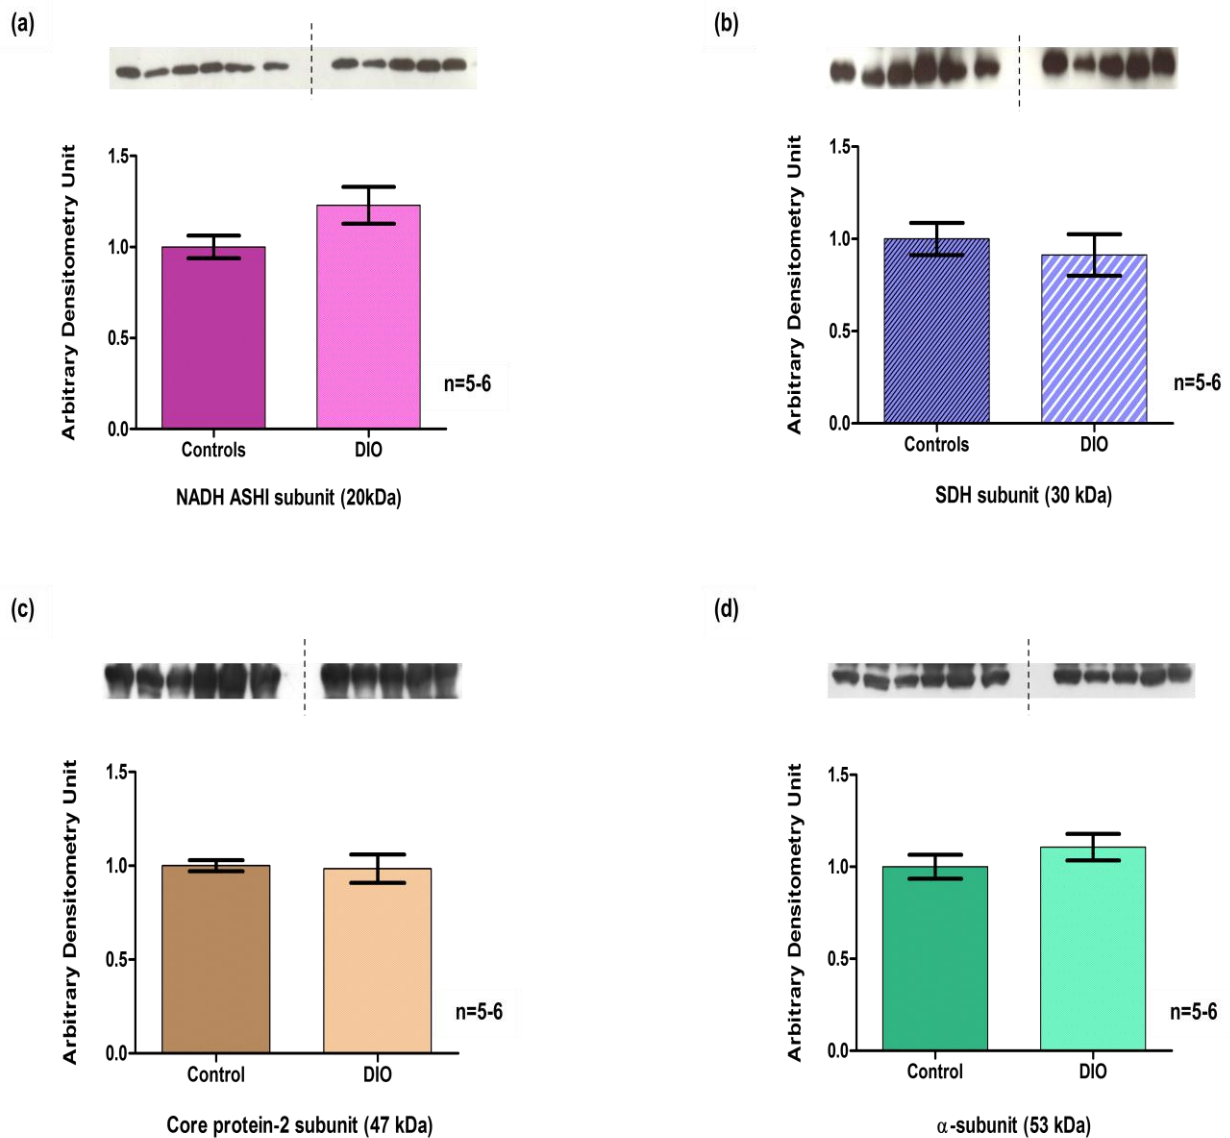 (a)
Arbitrary Densitometry Unit
1.5
1.0
0.5
0.0
Controls
DIO
n=5-6
NADH ASHI subunit (20kDa)
(b)
Arbitrary Densitometry Unit
1.5
1.0
0.5
0.0
Controls
DIO
n=5-6
SDH subunit (30 kDa)
(c)
Arbitrary Densitometry Unit
1.5
1.0
0.5
0.0
Control
DIO
n=5-6
Core protein-2 subunit (47 kDa)
(d)
Arbitrary Densitometry Unit
1.5
1.0
0.5
0.0
Control
DIO
n=5-6
α-subunit (53 kDa)